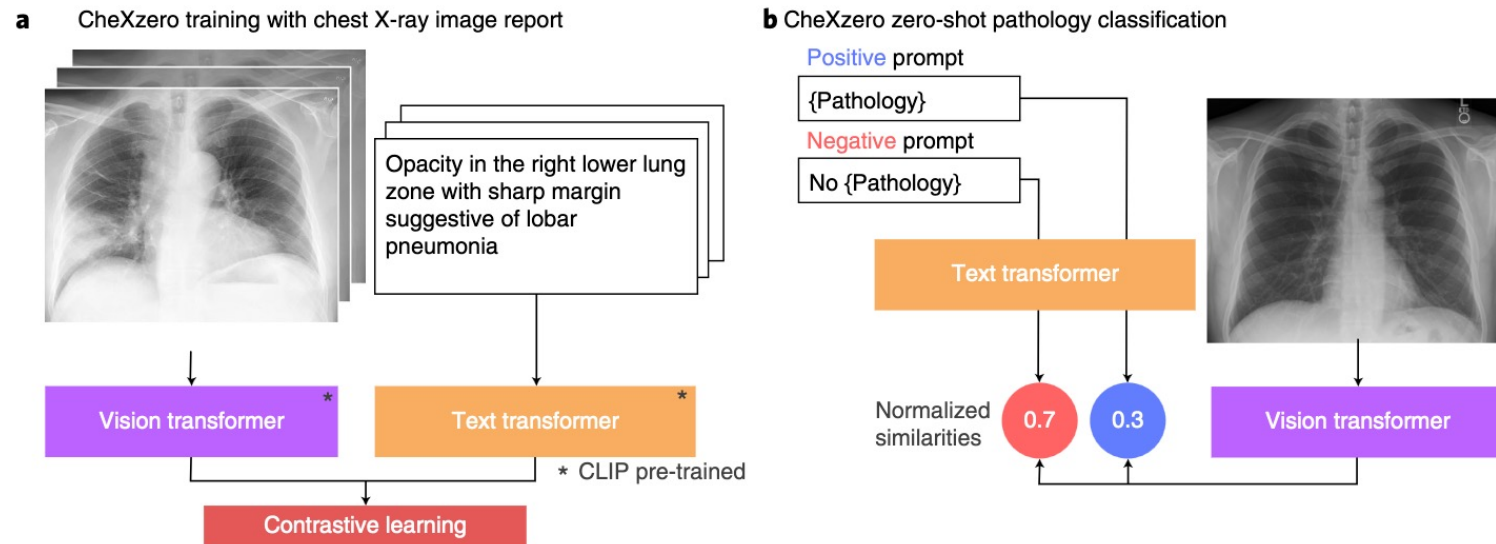 a CheXzero training with chest X-ray image report
Opacity in the right lower lung
zone with sharp margin
suggestive of lobar
pneumonia
Vision transformer
*
Text transformer
*
* CLIP pre-trained
Contrastive learning
b CheXzero zero-shot pathology classification
Positive prompt
{Pathology}
Negative prompt
No {Pathology}
Text transformer
Normalized
similarities
0.7
0.3
Vision transformer